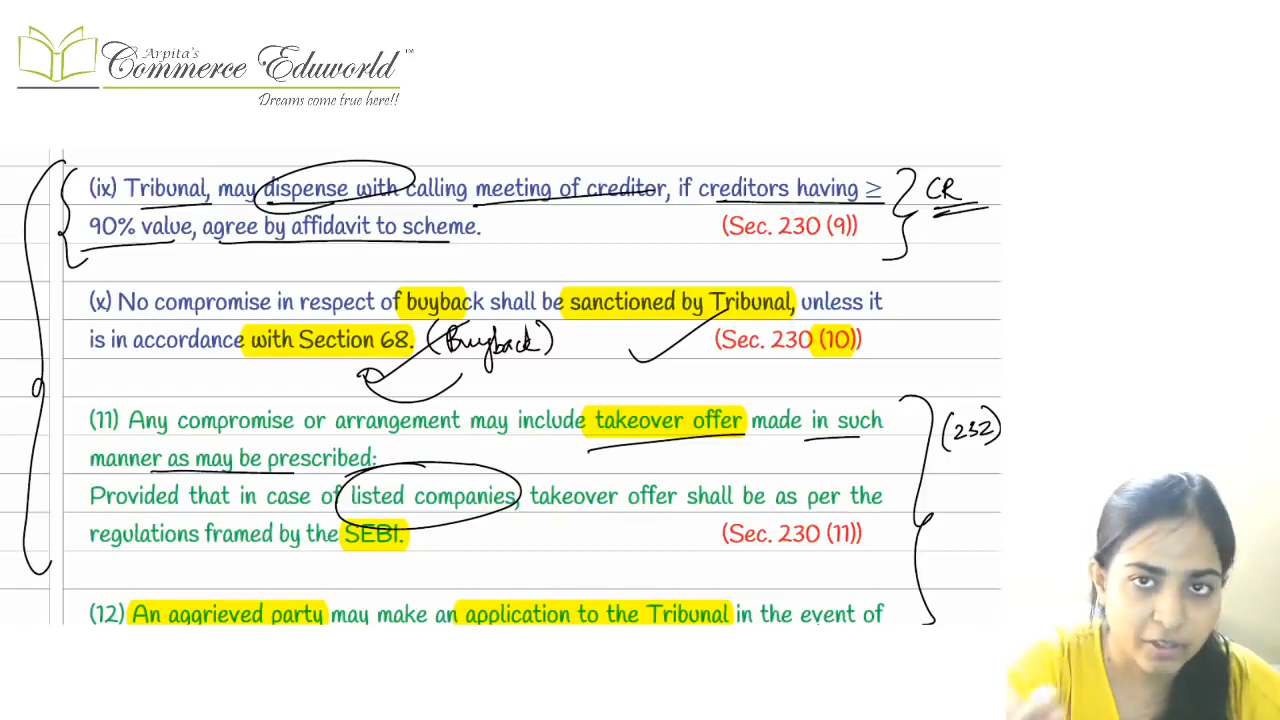 Arpita's
Commerce Eduworld™
Dreams come true here!!
(ix) Tribunal, may dispense with calling meeting of creditor, if creditors having ≥ CR
90% value, agree by affidavit to scheme. (Sec. 230 (9))
(x) No compromise in respect of buyback shall be sanctioned by Tribunal, unless it
is in accordance with Section 68. (Buyback) (Sec. 230 (10))
(11) Any compromise or arrangement may include takeover offer made in such (232)
manner as may be prescribed:
Provided that in case of listed companies, takeover offer shall be as per the
regulations framed by the SEBI. (Sec. 230 (11))
(12) An aggrieved party may make an application to the Tribunal in the event of